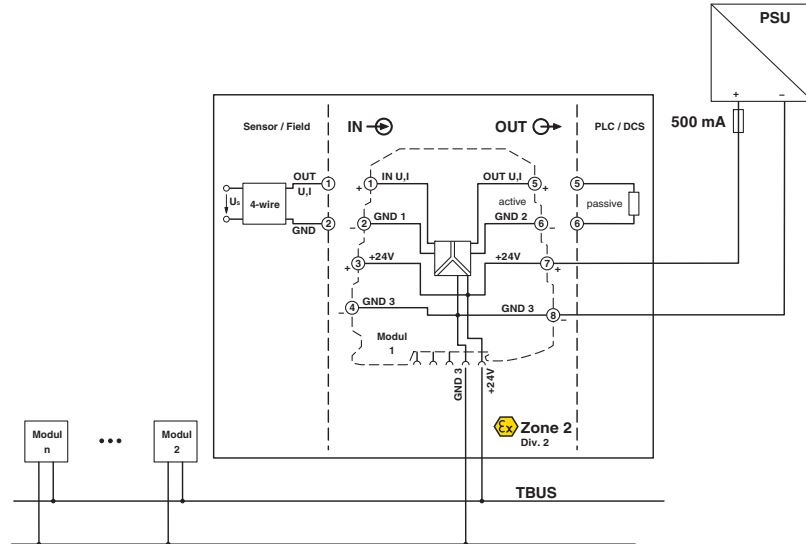 PSU
+ −
500 mA
Sensor / Field
IN
OUT
PLC / DCS
OUT
U,I
1
+ 1 IN U,I
OUT U,I 5 +
5
Us
4-wire
active
passive
GND
2
− 2 GND 1
GND 2 6 −
6
+ 3 +24V
+24V 7 +
− 4 GND 3
GND 3 8 −
Modul
1
GND 3
+24V
Ex Zone 2
Div. 2
Modul
n
•••
Modul
2
TBUS